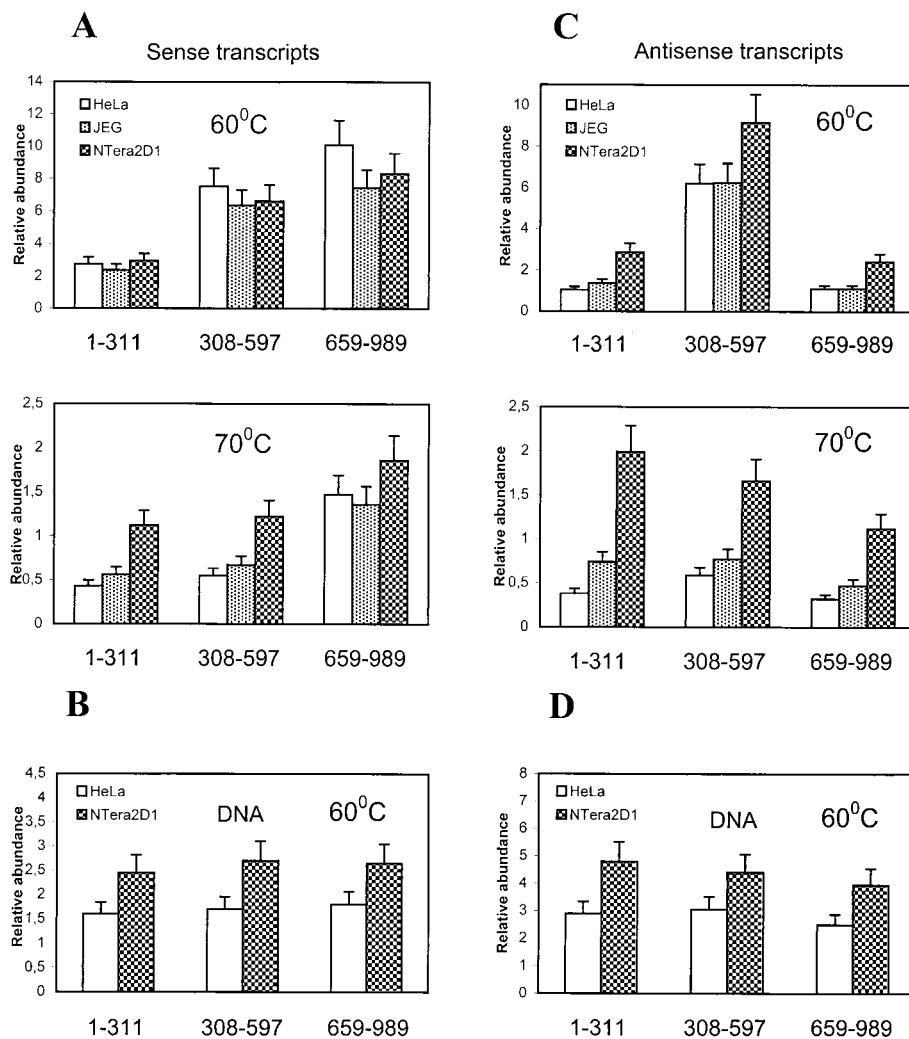 A
Sense transcripts
Relative abundance
14
12
10
8
6
4
2
0
HeLa
JEG
NTera2D1
60⁰C
1-311
308-597
659-989
Relative abundance
2,5
2
1,5
1
0,5
0
70⁰C
1-311
308-597
659-989
B
Relative abundance
4,5
4
3,5
3
2,5
2
1,5
1
0,5
0
HeLa
NTera2D1
DNA
60⁰C
1-311
308-597
659-989
C
Antisense transcripts
Relative abundance
10
8
6
4
2
0
HeLa
JEG
NTera2D1
60⁰C
1-311
308-597
659-989
Relative abundance
2,5
2
1,5
1
0,5
0
70⁰C
1-311
308-597
659-989
D
Relative abundance
8
7
6
5
4
3
2
1
0
HeLa
NTera2D1
DNA
60⁰C
1-311
308-597
659-989